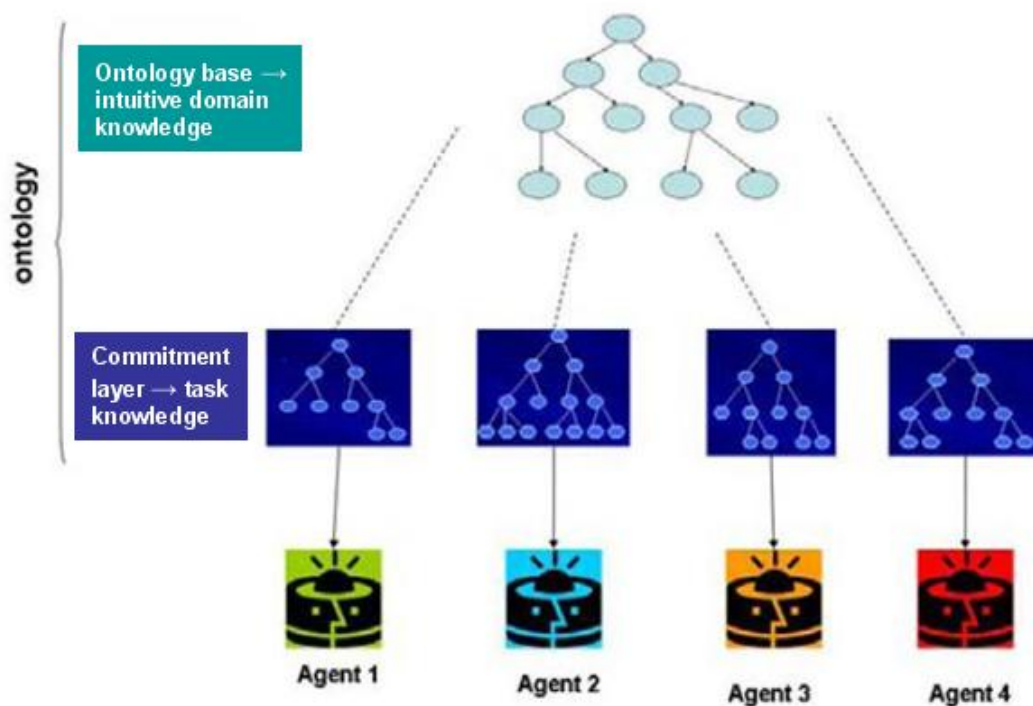 ontology
Ontology base →
intuitive domain
knowledge
Commitment
layer → task
knowledge
Agent 1
Agent 2
Agent 3
Agent 4